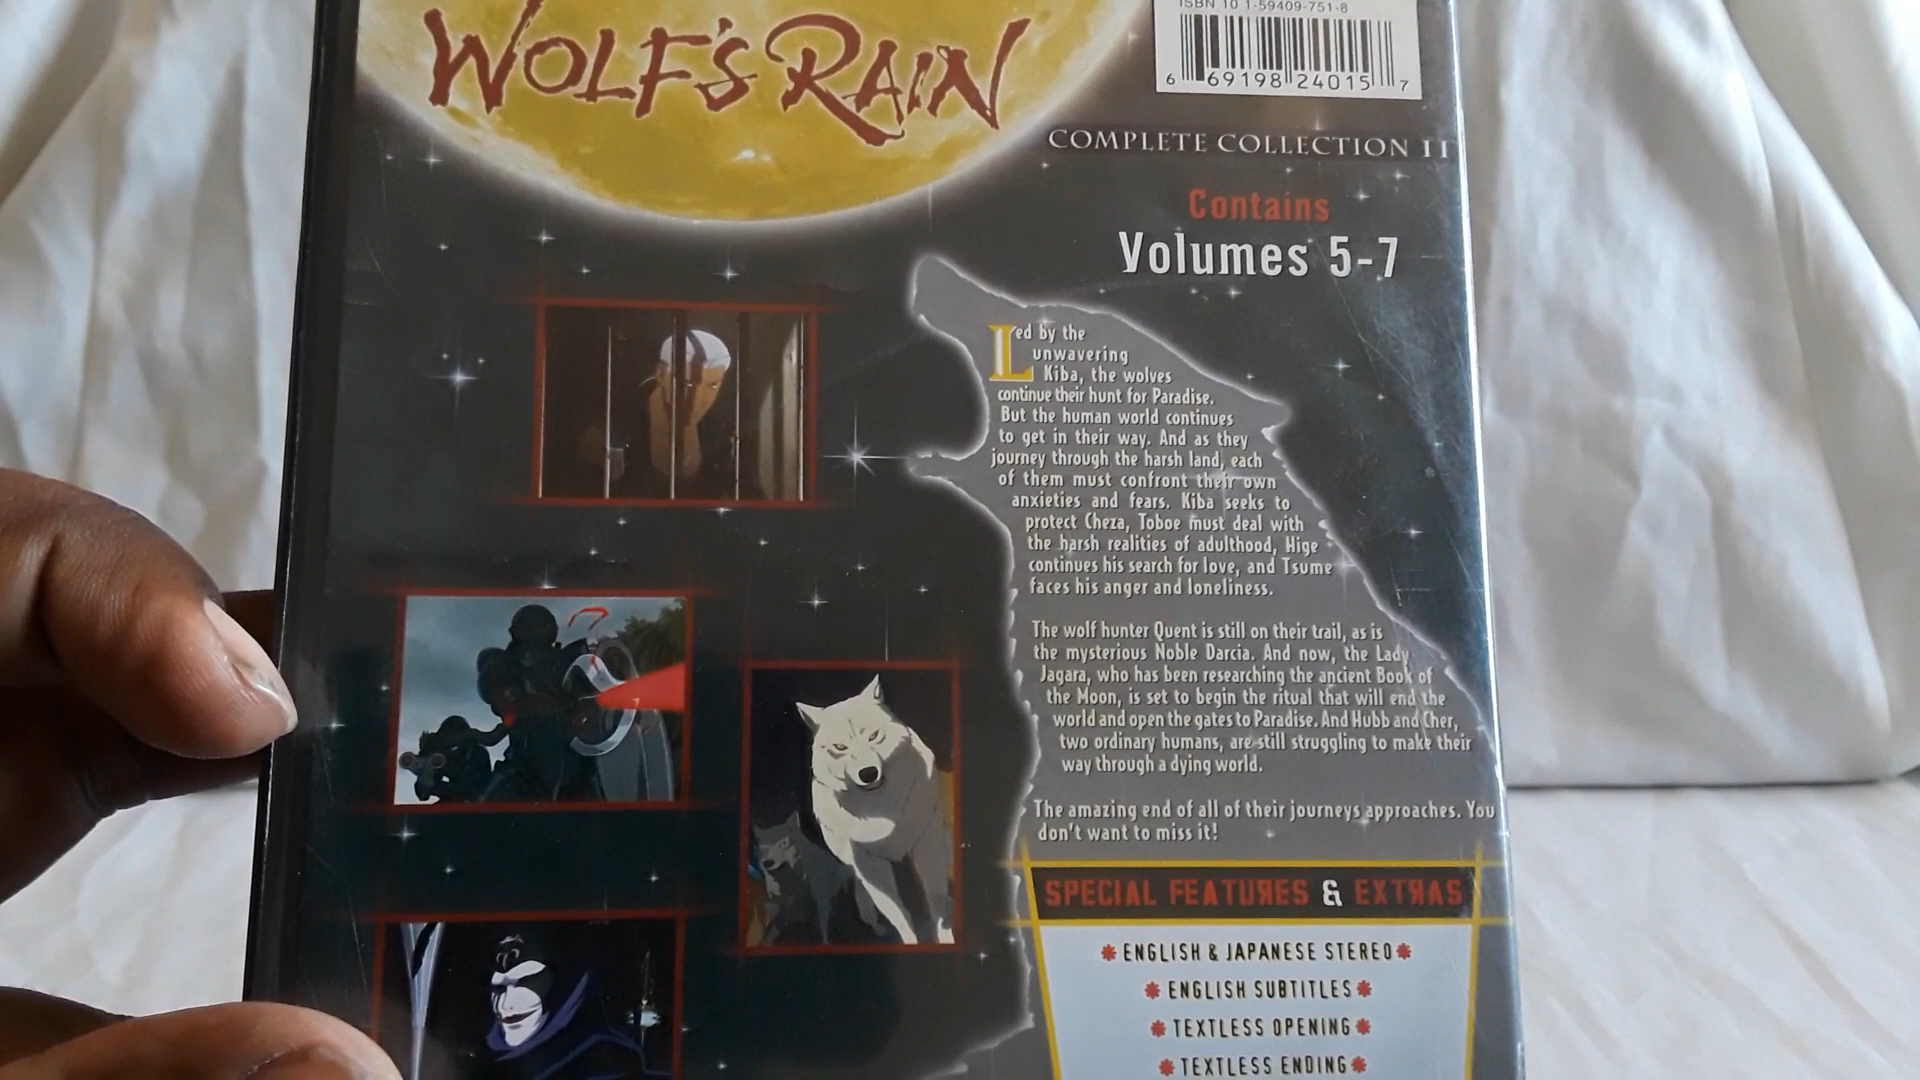 WOLF'S RAIN
ISBN 10 1-59409-751-8
6 69198 24015 7
COMPLETE COLLECTION II
Contains
Volumes 5-7
Led by the
unwavering
Kiba, the wolves
continue their hunt for Paradise.
But the human world continues
to get in their way. And as they
journey through the harsh land, each
of them must confront their own
anxieties and fears. Kiba seeks to
protect Cheza, Toboe must deal with
the harsh realities of adulthood, Hige
continues his search for love, and Tsume
faces his anger and loneliness.
The wolf hunter Quent is still on their trail, as is
the mysterious Noble Darcia. And now, the Lady
Jagara, who has been researching the ancient Book of
the Moon, is set to begin the ritual that will end the
world and open the gates to Paradise. And Hubb and Cher,
two ordinary humans, are still struggling to make their
way through a dying world.
The amazing end of all of their journeys approaches. You
don't want to miss it!
SPECIAL FEATURES & EXTRAS
ENGLISH & JAPANESE STEREO
ENGLISH SUBTITLES
TEXTLESS OPENING
TEXTLESS ENDING